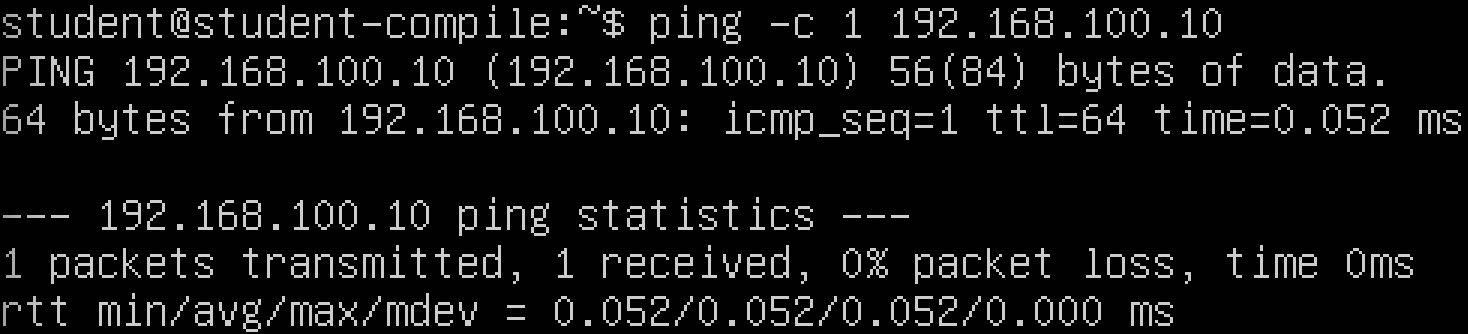 student@student-compile:~$ ping -c 1 192.168.100.10
PING 192.168.100.10 (192.168.100.10) 56(84) bytes of data.
64 bytes from 192.168.100.10: icmp_seq=1 ttl=64 time=0.052 ms
--- 192.168.100.10 ping statistics ---
1 packets transmitted, 1 received, 0% packet loss, time 0ms
rtt min/avg/max/mdev = 0.052/0.052/0.052/0.000 ms